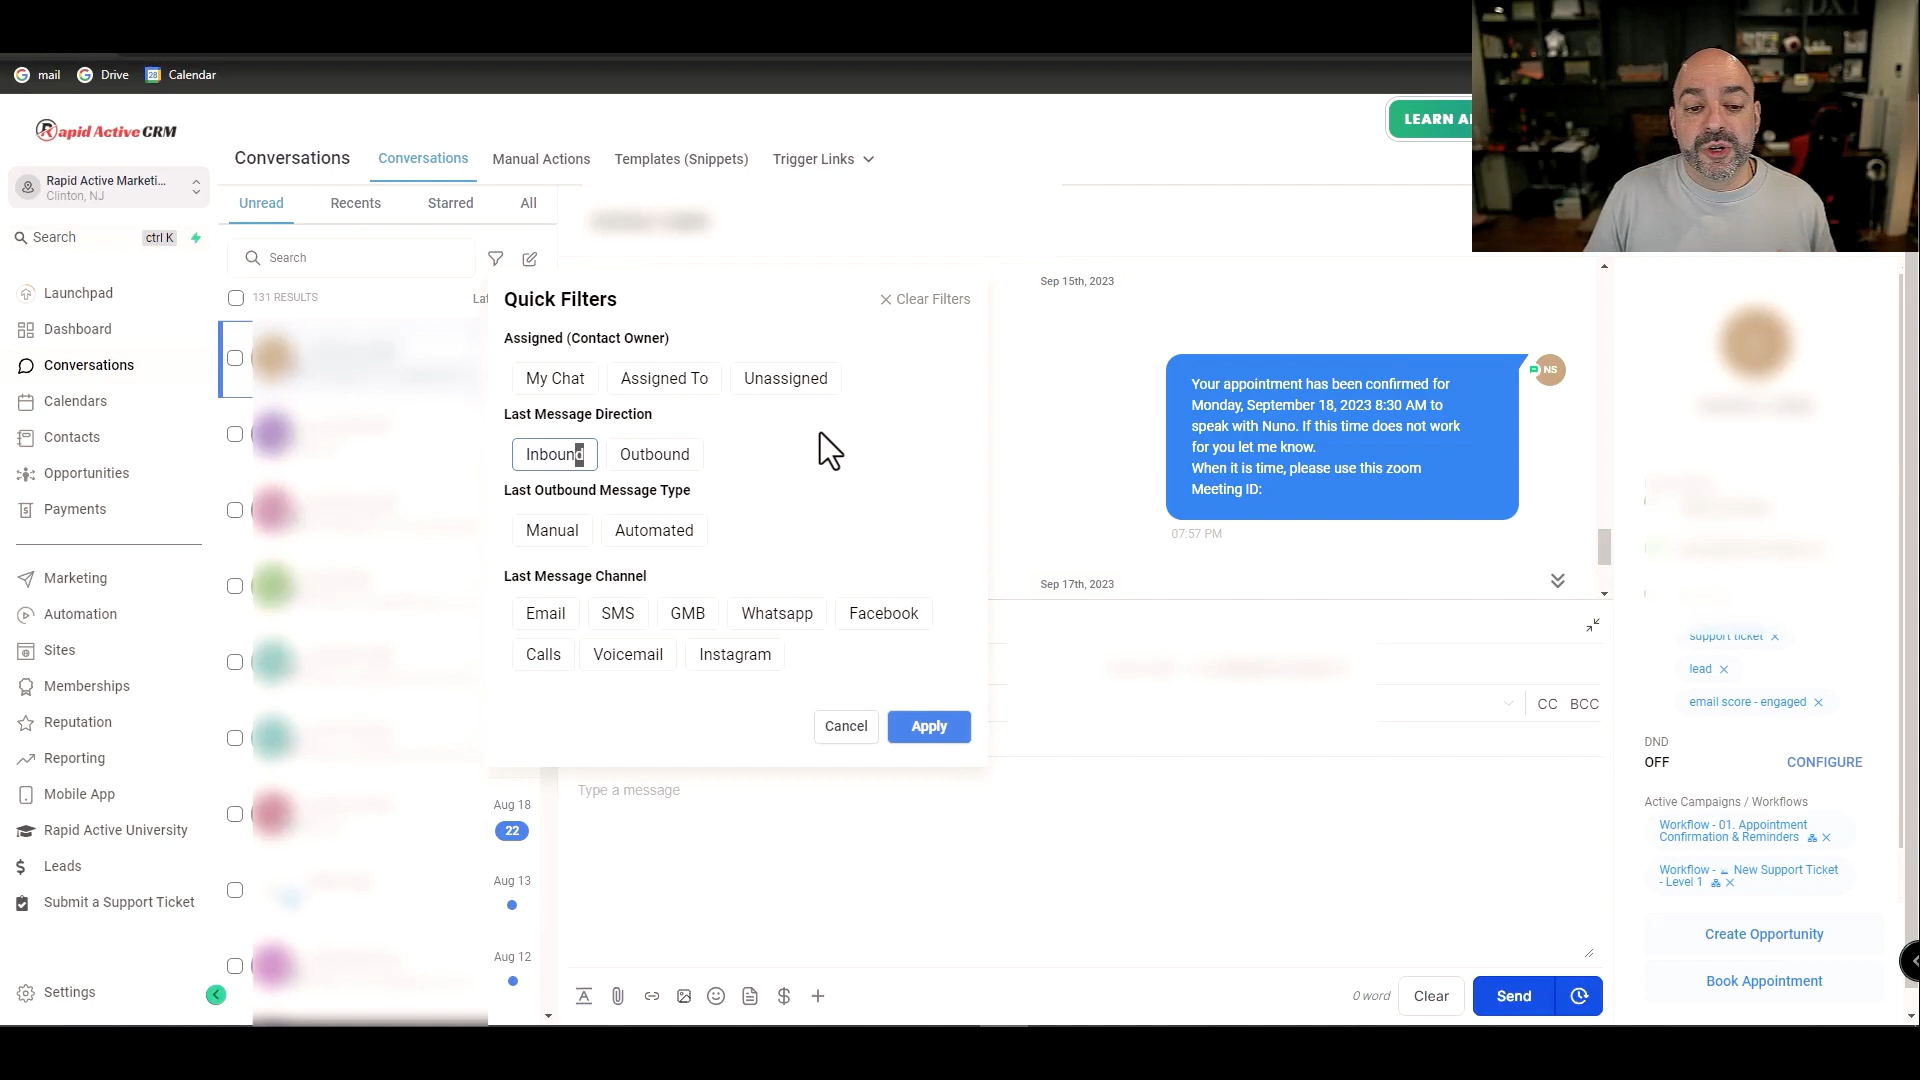 mail
Drive
Calendar
Rapid Active CRM
LEARN A
Rapid Active Marketi...
Clinton, NJ
Search
ctrl K
Launchpad
Dashboard
Conversations
Calendars
Contacts
Opportunities
Payments
Marketing
Automation
Sites
Memberships
Reputation
Reporting
Mobile App
Rapid Active University
Leads
Submit a Support Ticket
Settings
Conversations
Conversations
Manual Actions
Templates (Snippets)
Trigger Links
Unread
Recents
Starred
All
Search
131 RESULTS
Lat
Quick Filters
Clear Filters
Assigned (Contact Owner)
My Chat
Assigned To
Unassigned
Last Message Direction
Inbound
Outbound
Last Outbound Message Type
Manual
Automated
Last Message Channel
Email
SMS
GMB
Whatsapp
Facebook
Calls
Voicemail
Instagram
Cancel
Apply
Aug 18
22
Aug 13
Aug 12
Sep 15th, 2023
Your appointment has been confirmed for
Monday, September 18, 2023 8:30 AM to
speak with Nuno. If this time does not work
for you let me know.
When it is time, please use this zoom
Meeting ID:
NS
07:57 PM
Sep 17th, 2023
CC
BCC
Type a message
0 word
Clear
Send
support ticket
lead
email score - engaged
DND
OFF
CONFIGURE
Active Campaigns / Workflows
Workflow - 01. Appointment
Confirmation & Reminders
Workflow - New Support Ticket
- Level 1
Create Opportunity
Book Appointment